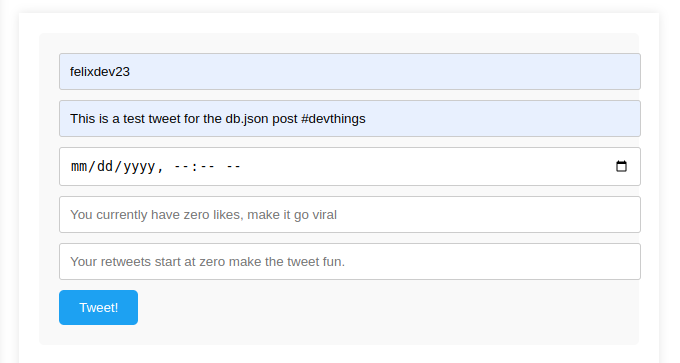 felixdev23
This is a test tweet for the db.json post #devthings
mm/dd/yyyy, --:-- --
You currently have zero likes, make it go viral
Your retweets start at zero make the tweet fun.
Tweet!